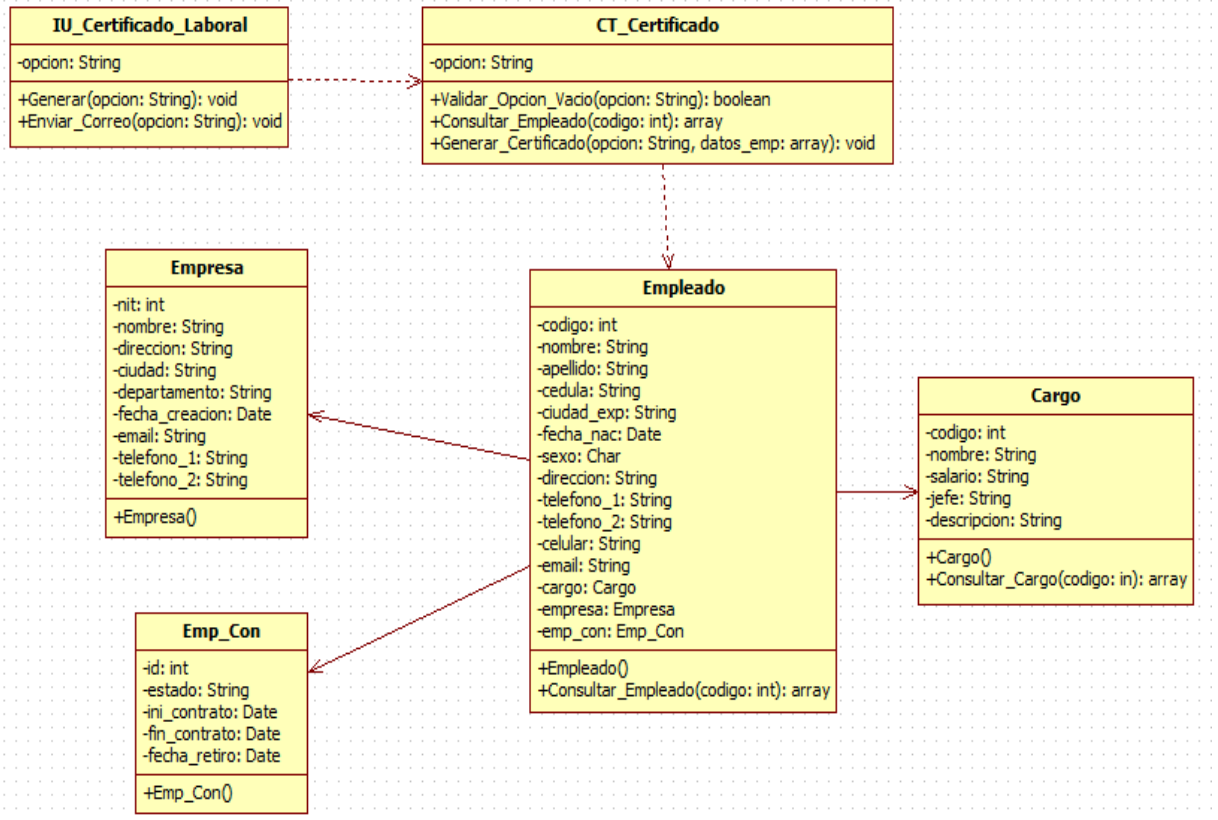 IU_Certificado_Laboral
-opcion: String
+Generar(opcion: String): void
+Enviar_Correo(opcion: String): void
CT_Certificado
-opcion: String
+Validar_Opcion_Vacio(opcion: String): boolean
+Consultar_Empleado(codigo: int): array
+Generar_Certificado(opcion: String, datos_emp: array): void
Empresa
-nit: int
-nombre: String
-direccion: String
-ciudad: String
-departamento: String
-fecha_creacion: Date
-email: String
-telefono_1: String
-telefono_2: String
+Empresa()
Empleado
-codigo: int
-nombre: String
-apellido: String
-cedula: String
-ciudad_exp: String
-fecha_nac: Date
-sexo: Char
-direccion: String
-telefono_1: String
-telefono_2: String
-celular: String
-email: String
-cargo: Cargo
-empresa: Empresa
-emp_con: Emp_Con
+Empleado()
+Consultar_Empleado(codigo: int): array
Cargo
-codigo: int
-nombre: String
-salario: String
-jefe: String
-descripcion: String
+Cargo()
+Consultar_Cargo(codigo: in): array
Emp_Con
-id: int
-estado: String
-ini_contrato: Date
-fin_contrato: Date
-fecha_retiro: Date
+Emp_Con()